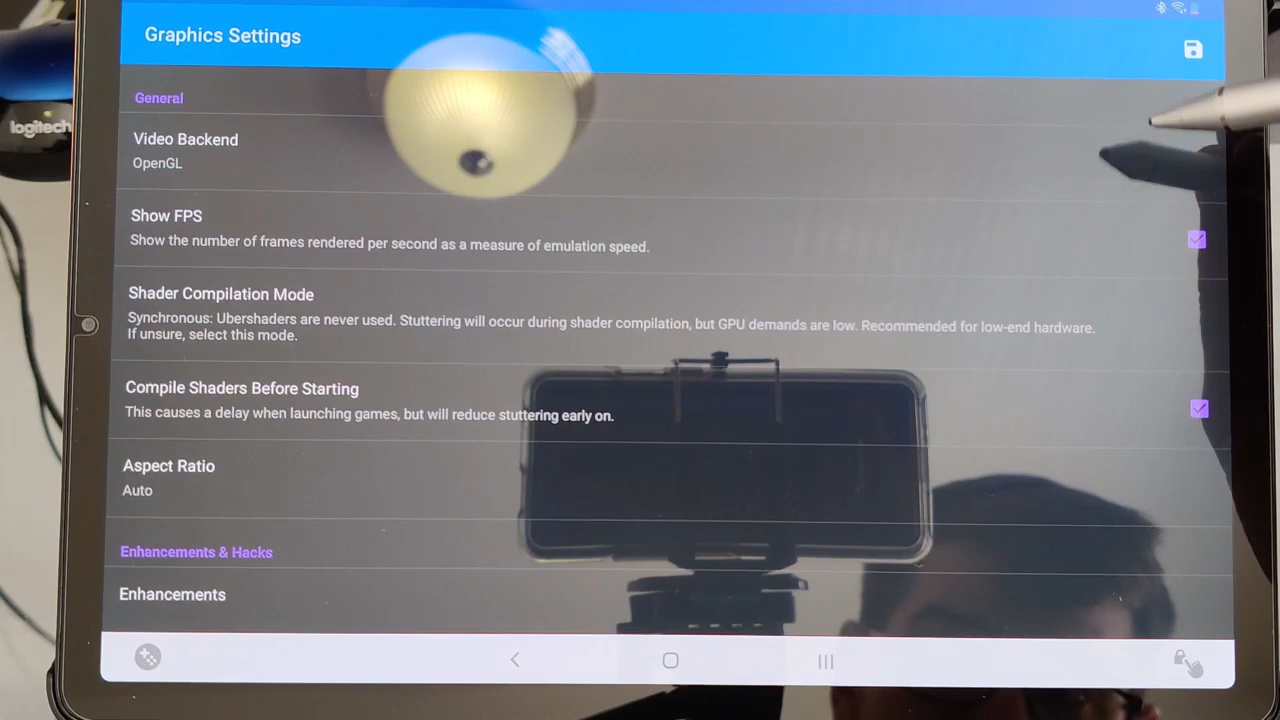 Graphics Settings
logitech
General
Video Backend
OpenGL
Show FPS
Show the number of frames rendered per second as a measure of emulation speed.
Shader Compilation Mode
Synchronous: Ubershaders are never used. Stuttering will occur during shader compilation, but GPU demands are low. Recommended for low-end hardware.
If unsure, select this mode.
Compile Shaders Before Starting
This causes a delay when launching games, but will reduce stuttering early on.
Aspect Ratio
Auto
Enhancements & Hacks
Enhancements